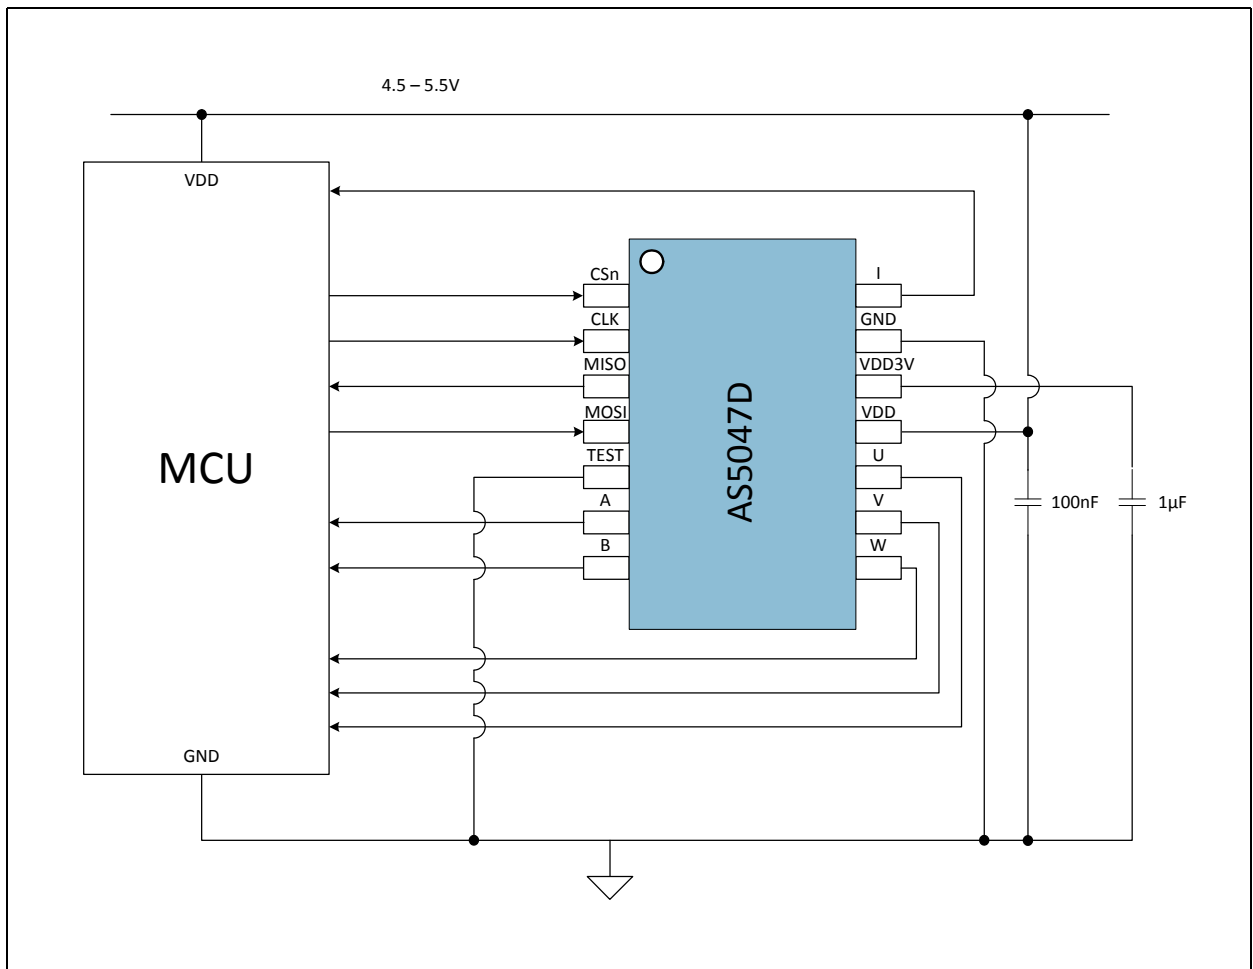 4.5 – 5.5V
VDD
CSn
CLK
MISO
MOSI
TEST
A
B
I
GND
VDD3V
VDD
U
V
W
MCU
AS5047D
100nF
1µF
GND